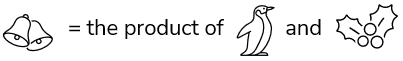 = the product of and